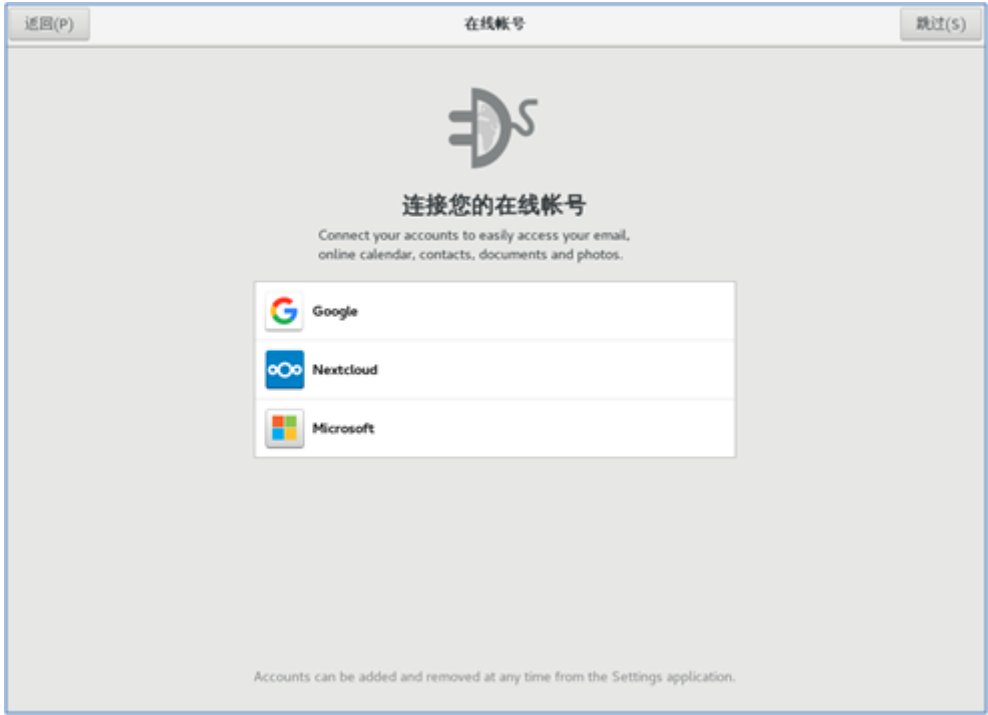 返回(P)
在线帐号
跳过(S)
连接您的在线帐号
Connect your accounts to easily access your email,
online calendar, contacts, documents and photos.
Google
Nextcloud
Microsoft
Accounts can be added and removed at any time from the Settings application.